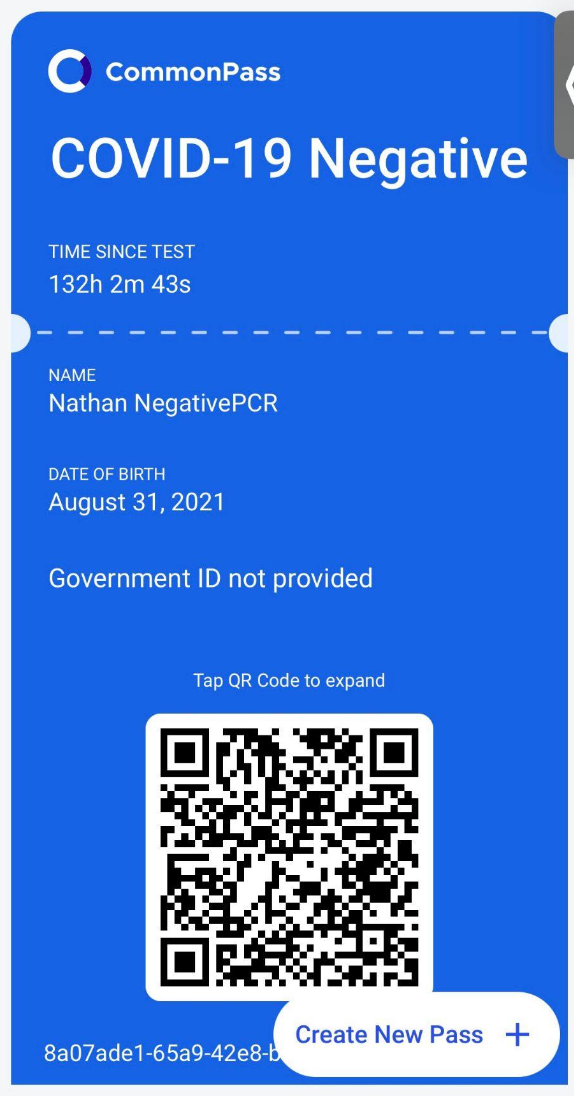 CommonPass
COVID-19 Negative
TIME SINCE TEST
132h 2m 43s
NAME
Nathan NegativePCR
DATE OF BIRTH
August 31, 2021
Government ID not provided
Tap QR Code to expand
Create New Pass +
8a07ade1-65a9-42e8-b